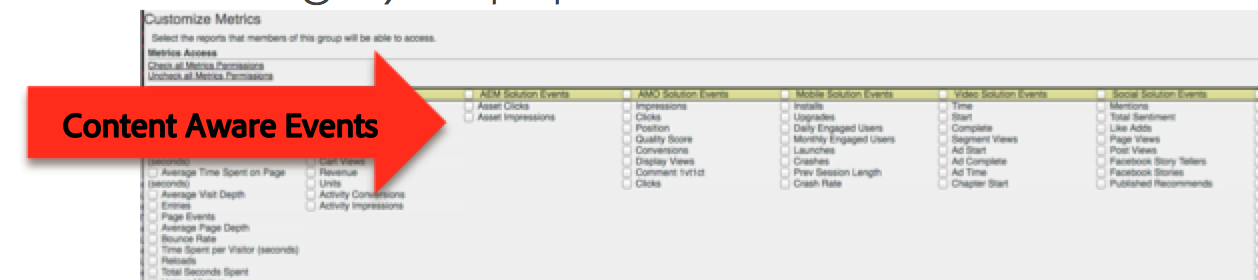 Customize Metrics
Select the reports that members of this group will be able to access.
Metrics Access
Check all Metrics Permissions
Uncheck all Metrics Permissions
Content Aware Events
(seconds)
Average Time Spent on Page
(seconds)
Average Visit Depth
Entries
Page Events
Average Page Depth
Bounce Rate
Time Spent per Visitor (seconds)
Reloads
Total Seconds Spent
Cart Views
Revenue
Units
Activity Conversions
Activity Impressions
AEM Solution Events
Asset Clicks
Asset Impressions
AMO Solution Events
Impressions
Clicks
Position
Quality Score
Conversions
Display Views
Comment 1vt1ct
Clicks
Mobile Solution Events
Installs
Upgrades
Daily Engaged Users
Monthly Engaged Users
Launches
Crashes
Prev Session Length
Crash Rate
Video Solution Events
Time
Start
Complete
Segment Views
Ad Start
Ad Complete
Ad Time
Chapter Start
Social Solution Events
Mentions
Total Sentiment
Like Adds
Page Views
Post Views
Facebook Story Tellers
Facebook Stories
Published Recommends